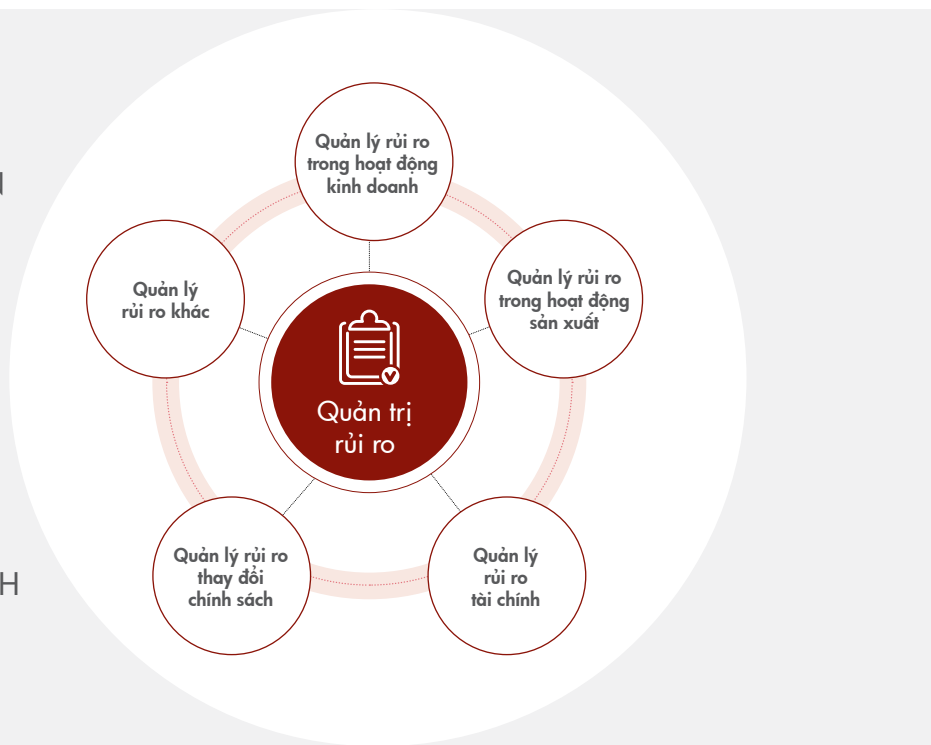 Quản lý rủi ro
trong hoạt động
kinh doanh
Quản lý
rủi ro khác
Quản lý rủi ro
trong hoạt động
sản xuất
Quản trị
rủi ro
Quản lý rủi ro
thay đổi
chính sách
Quản lý
rủi ro
tài chính
H